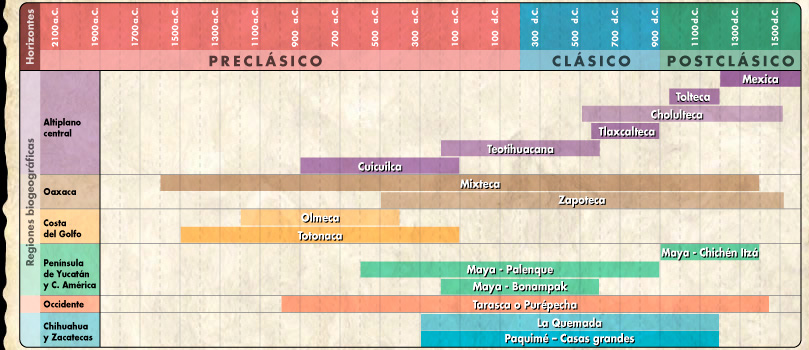 Horizontes
2100 a.c.
1900 a.c.
1700 a.c.
1500 a.c.
1300 a.c.
1100 a.c.
900 a.c.
700 a.c.
500 a.c.
300 a.c.
100 a.c.
100 d.c.
300 d.c.
500 d.c.
700 d.c.
900 d.c.
1100 d.c.
1300 d.c.
1500 d.c.
PRECLÁSICO
CLÁSICO
POSTCLÁSICO
Regiones biogeográficas
Altiplano
central
Mexica
Tolteca
Cholulteca
Tlaxcalteca
Teotihuacana
Cuicuilca
Oaxaca
Mixteca
Zapoteca
Costa
del Golfo
Olmeca
Totonaca
Península
de Yucatán
y C. América
Maya - Chichén Itzá
Maya - Palenque
Maya - Bonampak
Occidente
Tarasca o Purépecha
Chihuahua
y Zacatecas
La Quemada
Paquimé - Casas grandes